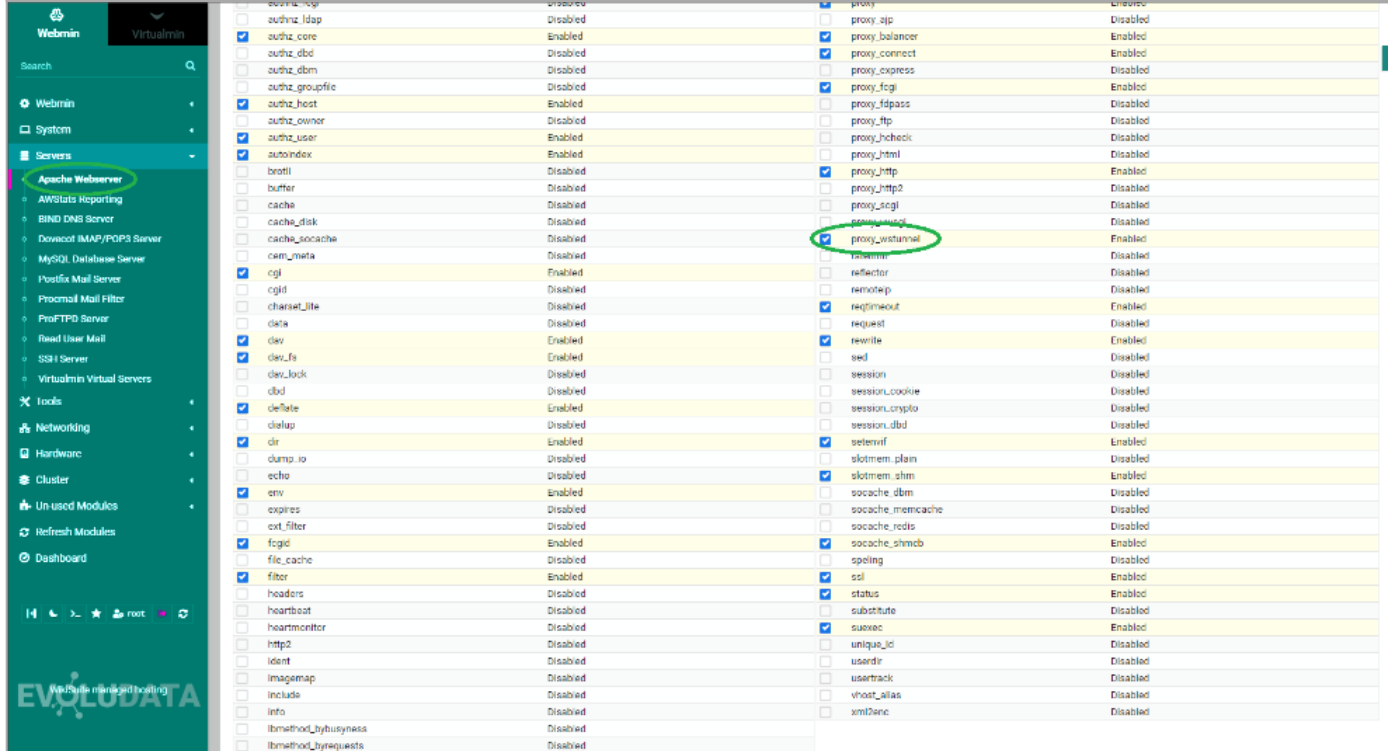 Webmin
Virtualmin
Search
Webmin
System
Servers
Apache Webserver
AWStats Reporting
BIND DNS Server
Dovecot IMAP/POP3 Server
MySQL Database Server
Postfix Mail Server
Procmail Mail Filter
ProFTPD Server
Read User Mail
SSH Server
Virtualmin Virtual Servers
Tools
Networking
Hardware
Cluster
Un-used Modules
Refresh Modules
Dashboard
root
WikiSuite managed hosting
EVOLUDATA
authnz_fcgi Disabled
authnz_ldap Disabled
authz_core Enabled
authz_dbd Disabled
authz_dbm Disabled
authz_groupfile Disabled
authz_host Enabled
authz_owner Disabled
authz_user Enabled
autoindex Enabled
brotli Disabled
buffer Disabled
cache Disabled
cache_disk Disabled
cache_socache Disabled
cern_meta Disabled
cgi Enabled
cgid Disabled
charset_lite Disabled
data Disabled
dav Enabled
dav_fs Enabled
dav_lock Disabled
dbd Disabled
deflate Enabled
dialup Disabled
dir Enabled
dump_io Disabled
echo Disabled
env Enabled
expires Disabled
ext_filter Disabled
fcgid Enabled
file_cache Disabled
filter Enabled
headers Disabled
heartbeat Disabled
heartmonitor Disabled
http2 Disabled
ident Disabled
imagemap Disabled
include Disabled
info Disabled
lbmethod_bybusyness Disabled
lbmethod_byrequests Disabled
proxy Enabled
proxy_ajp Disabled
proxy_balancer Enabled
proxy_connect Enabled
proxy_express Disabled
proxy_fcgi Enabled
proxy_fdpass Disabled
proxy_ftp Disabled
proxy_hcheck Disabled
proxy_html Disabled
proxy_http Enabled
proxy_http2 Disabled
proxy_scgi Disabled
proxy_uwsgi Disabled
proxy_wstunnel Enabled
ratelimit Disabled
reflector Disabled
remoteip Disabled
reqtimeout Enabled
request Disabled
rewrite Enabled
sed Disabled
session Disabled
session_cookie Disabled
session_crypto Disabled
session_dbd Disabled
setenvif Enabled
slotmem_plain Disabled
slotmem_shm Enabled
socache_dbm Disabled
socache_memcache Disabled
socache_redis Disabled
socache_shmcb Enabled
speling Disabled
ssl Enabled
status Enabled
substitute Disabled
suexec Enabled
unique_id Disabled
userdir Disabled
usertrack Disabled
vhost_alias Disabled
xml2enc Disabled